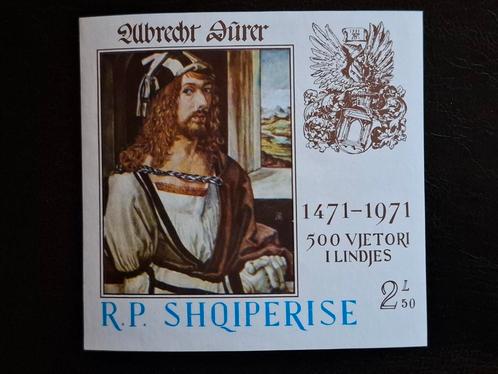 Albrecht Dürer
1471-1971
500 VJETORI
I LINDJES
2 L 50
R.P. SHQIPERISE